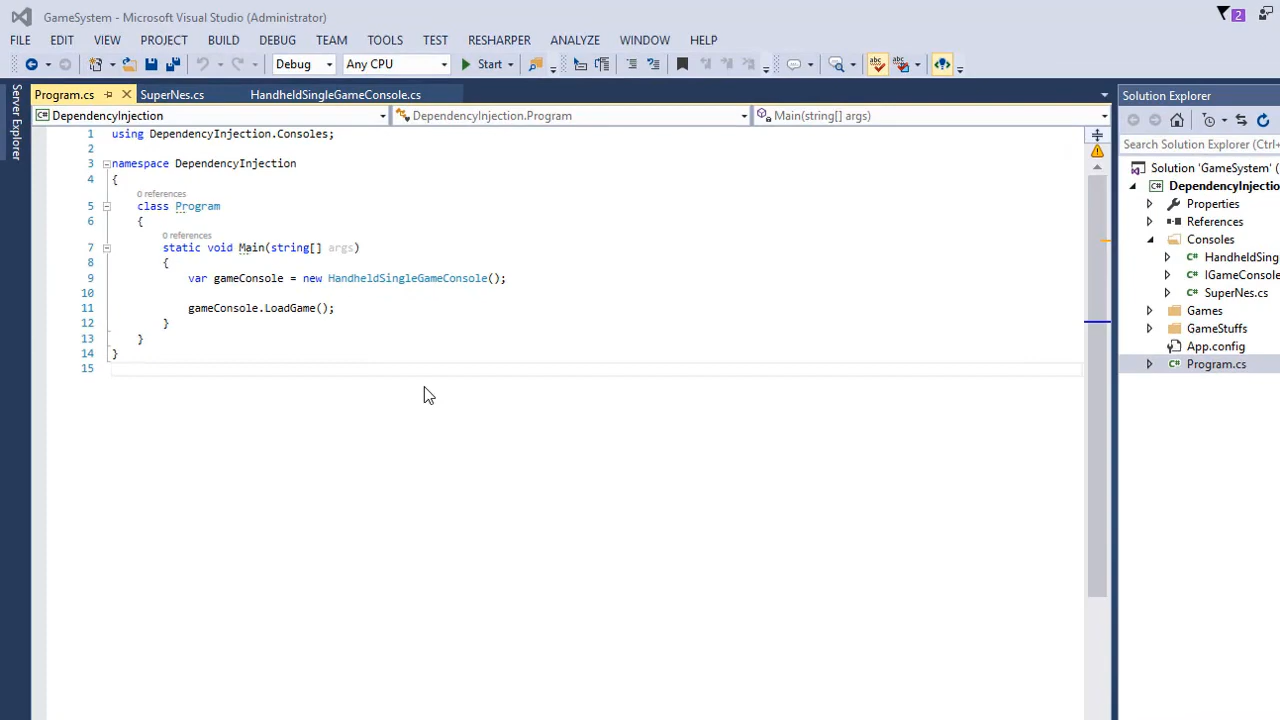 GameSystem - Microsoft Visual Studio (Administrator)
2
FILE EDIT VIEW PROJECT BUILD DEBUG TEAM TOOLS TEST RESHARPER ANALYZE WINDOW HELP
Debug Any CPU Start
Server Explorer
Program.cs SuperNes.cs HandheldSingleGameConsole.cs
DependencyInjection DependencyInjection.Program Main(string[] args)
1 using DependencyInjection.Consoles;
2
3 namespace DependencyInjection
4 {
0 references
5 class Program
6 {
0 references
7 static void Main(string[] args)
8 {
9 var gameConsole = new HandheldSingleGameConsole();
10
11 gameConsole.LoadGame();
12 }
13 }
14 }
15
Solution Explorer
Search Solution Explorer (Ctrl+
Solution 'GameSystem' (1 pr
DependencyInjectio
Properties
References
Consoles
HandheldSing
IGameConsole
SuperNes.cs
Games
GameStuffs
App.config
Program.cs